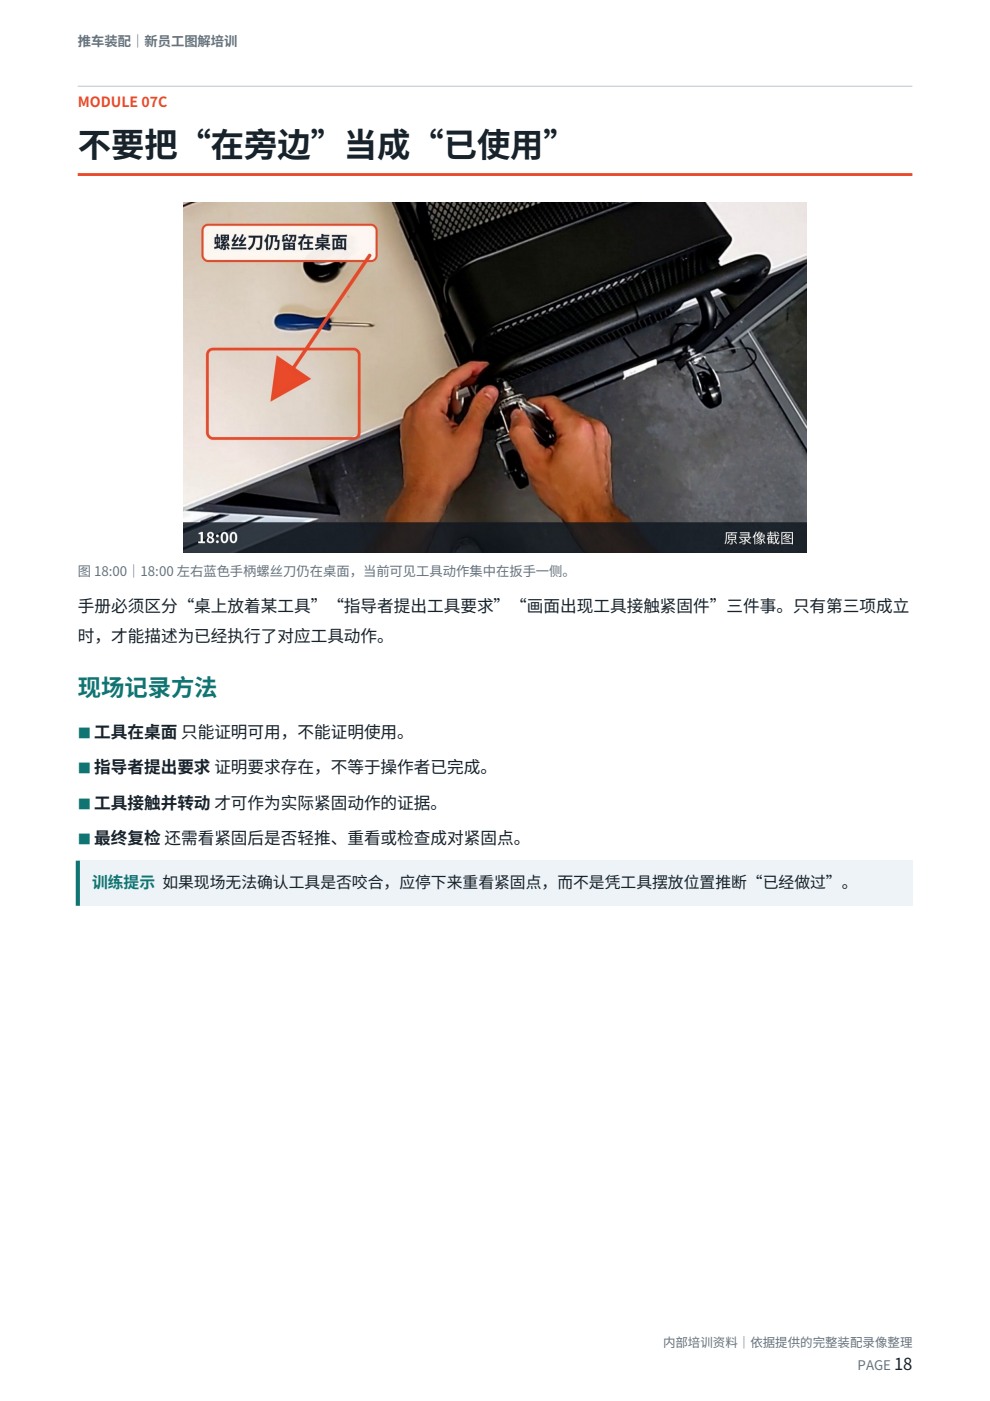 推车装配｜新员工图解培训
MODULE 07C
不要把“在旁边”当成“已使用”
螺丝刀仍留在桌面
18:00
原录像截图
图 18:00｜18:00 左右蓝色手柄螺丝刀仍在桌面，当前可见工具动作集中在扳手一侧。
手册必须区分“桌上放着某工具”“指导者提出工具要求”“画面出现工具接触紧固件”三件事。只有第三项成立
时，才能描述为已经执行了对应工具动作。
现场记录方法
■ 工具在桌面 只能证明可用，不能证明使用。
■ 指导者提出要求 证明要求存在，不等于操作者已完成。
■ 工具接触并转动 才可作为实际紧固动作的证据。
■ 最终复检 还需看紧固后是否轻推、重看或检查成对紧固点。
训练提示 如果现场无法确认工具是否咬合，应停下来重看紧固点，而不是凭工具摆放位置推断“已经做过”。
内部培训资料｜依据提供的完整装配录像整理
PAGE 18